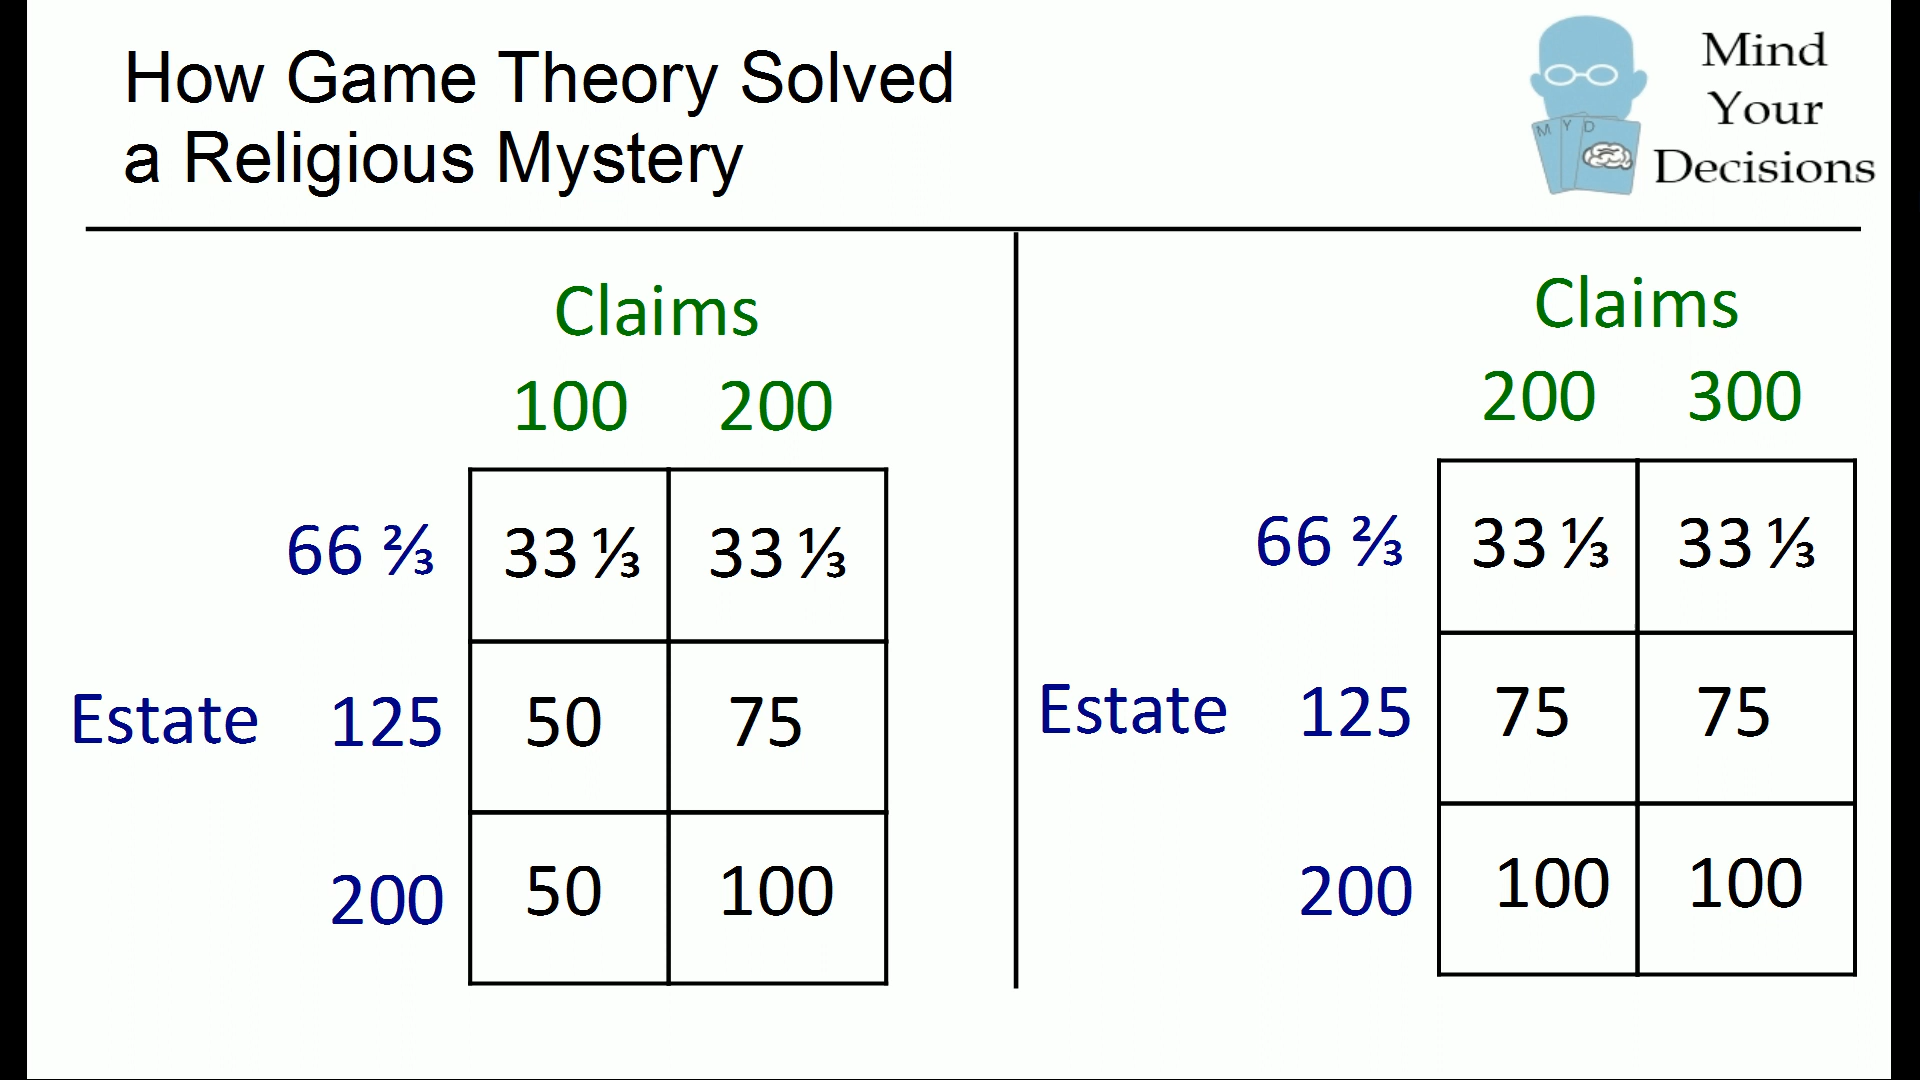 How Game Theory Solved
a Religious Mystery
Mind
Your
Decisions
M Y D
Claims
100 200
66 ⅔ 33 ⅓ 33 ⅓
Estate 125 50 75
200 50 100
Claims
200 300
66 ⅔ 33 ⅓ 33 ⅓
Estate 125 75 75
200 100 100